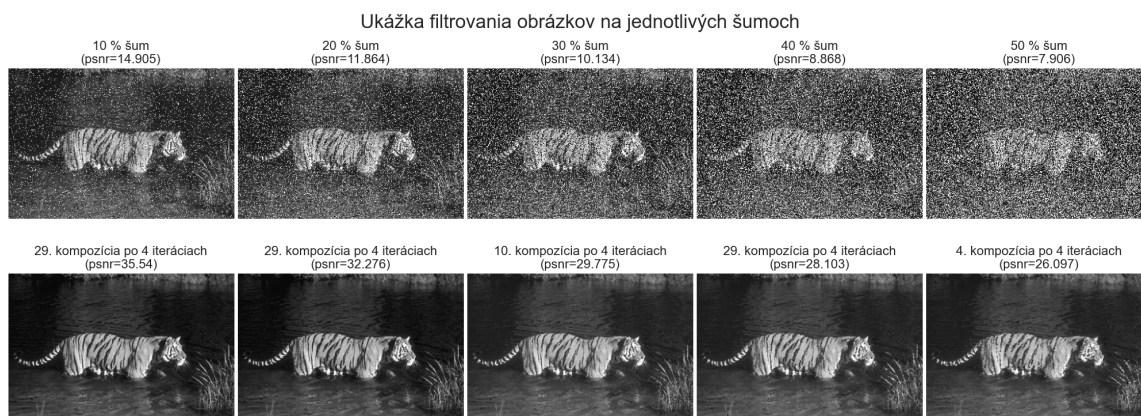 Ukážka filtrovania obrázkov na jednotlivých šumoch
10 % šum
(psnr=14.905)
20 % šum
(psnr=11.864)
30 % šum
(psnr=10.134)
40 % šum
(psnr=8.868)
50 % šum
(psnr=7.906)
29. kompozícia po 4 iteráciach
(psnr=35.54)
29. kompozícia po 4 iteráciach
(psnr=32.276)
10. kompozícia po 4 iteráciach
(psnr=29.775)
29. kompozícia po 4 iteráciach
(psnr=28.103)
4. kompozícia po 4 iteráciach
(psnr=26.097)